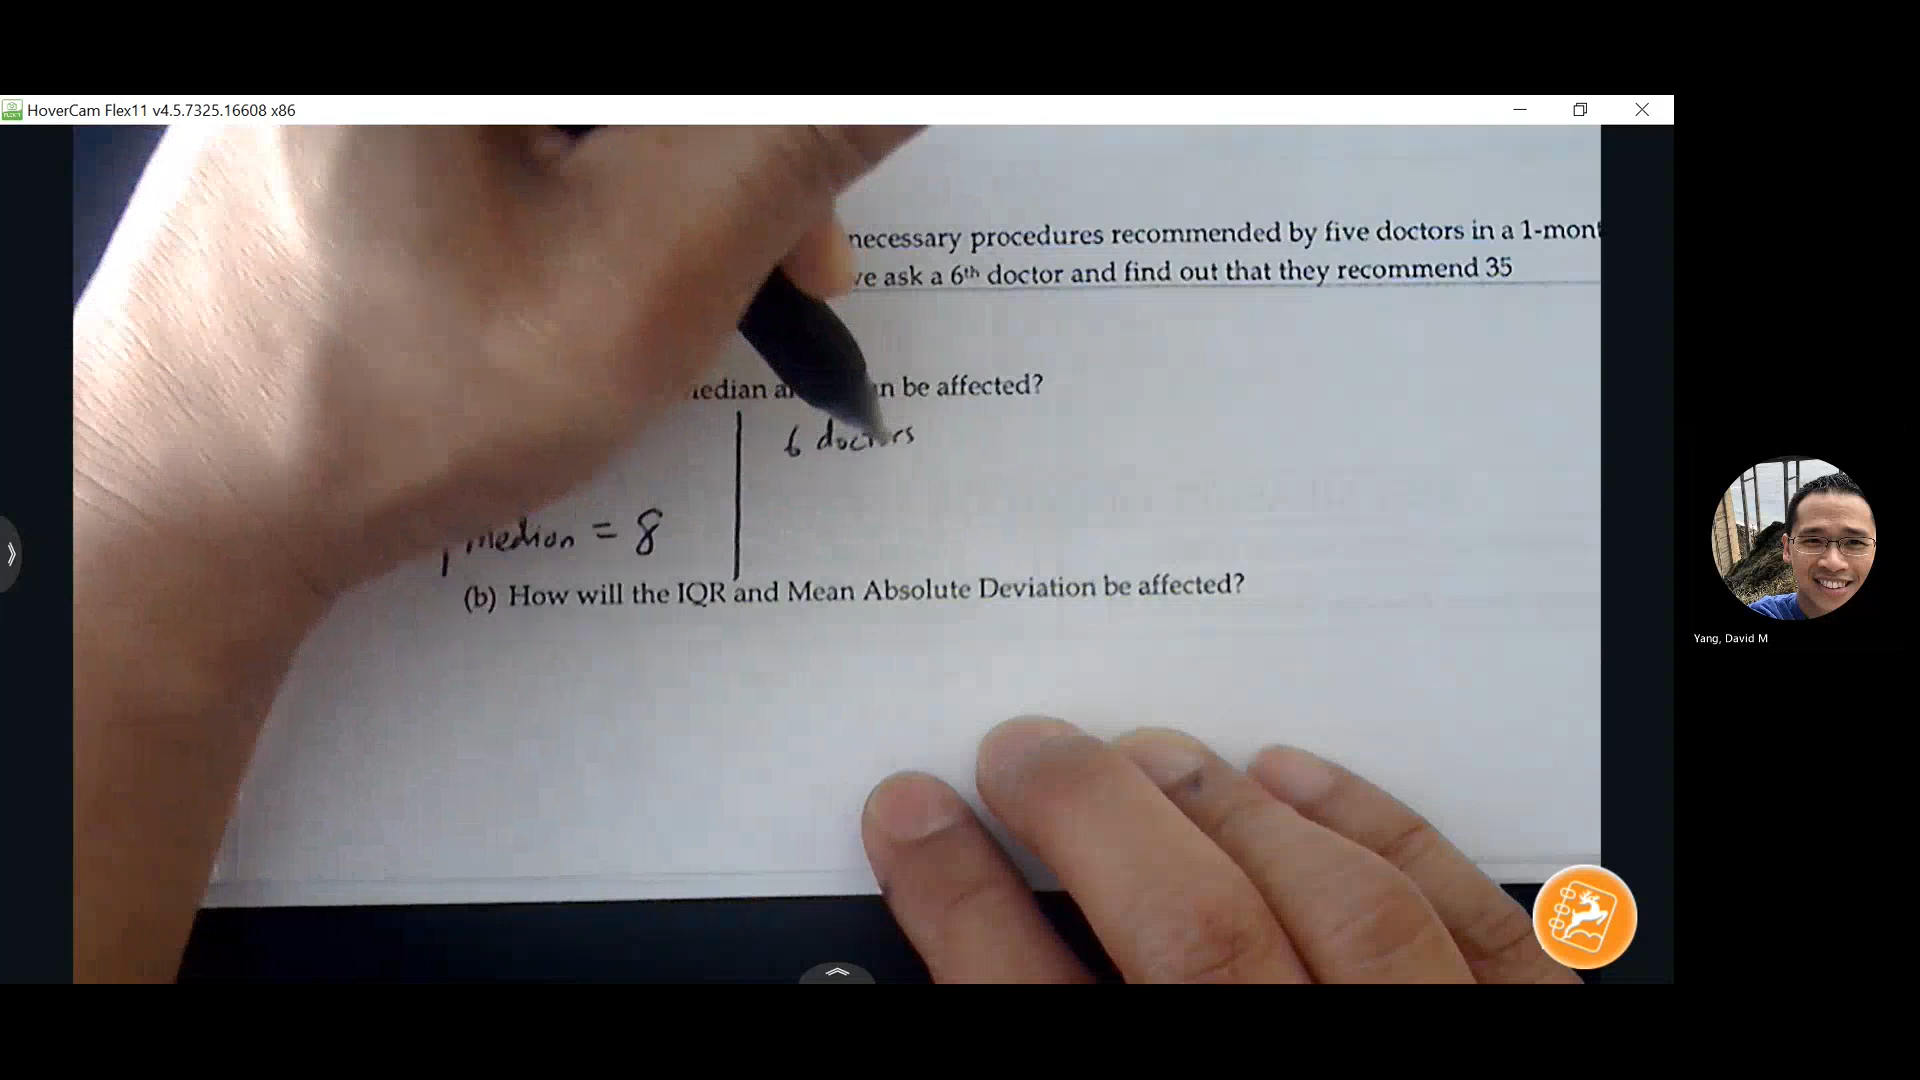 HoverCam Flex11 v4.5.7325.16608 x86
necessary procedures recommended by five doctors in a 1-mont
ask a 6th doctor and find out that they recommend 35
be affected?
6 doctors
median = 8
(b) How will the IQR and Mean Absolute Deviation be affected?
Yang, David M